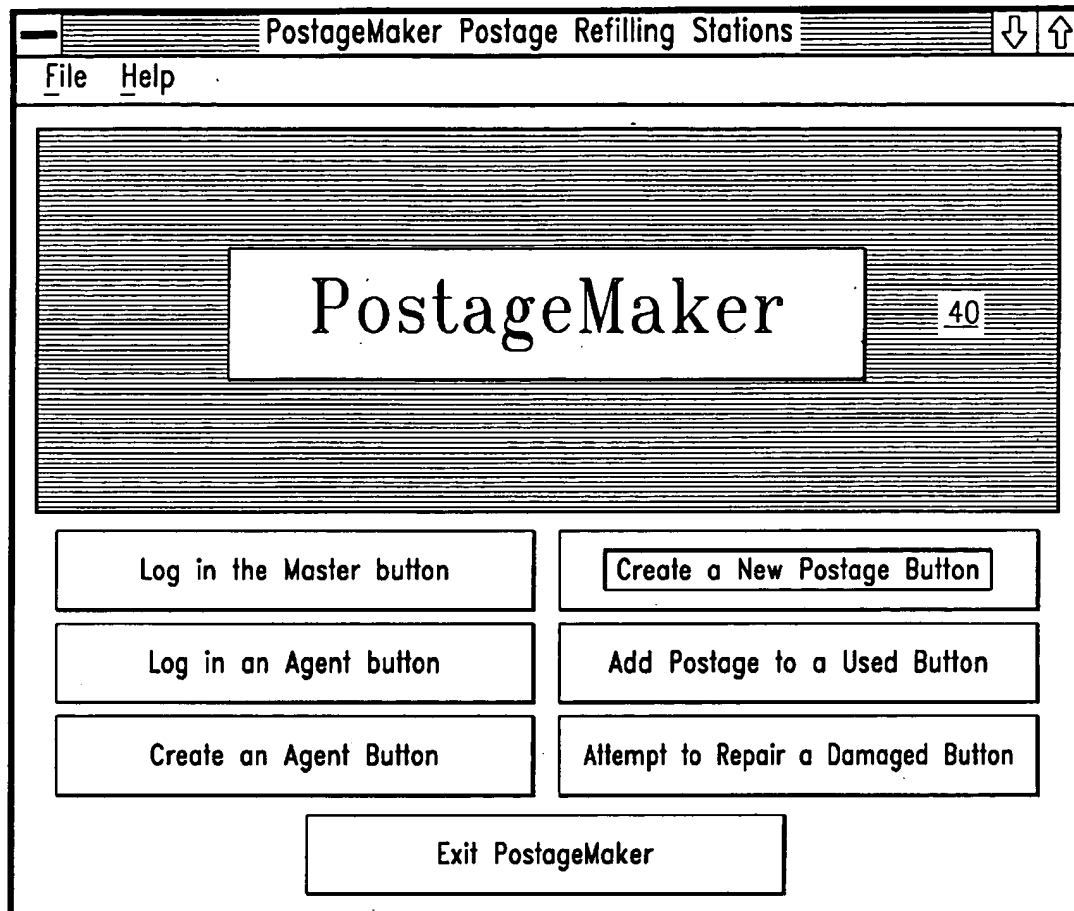 PostageMaker Postage Refilling Stations
File Help
PostageMaker
40
Log in the Master button
Create a New Postage Button
Log in an Agent button
Add Postage to a Used Button
Create an Agent Button
Attempt to Repair a Damaged Button
Exit PostageMaker